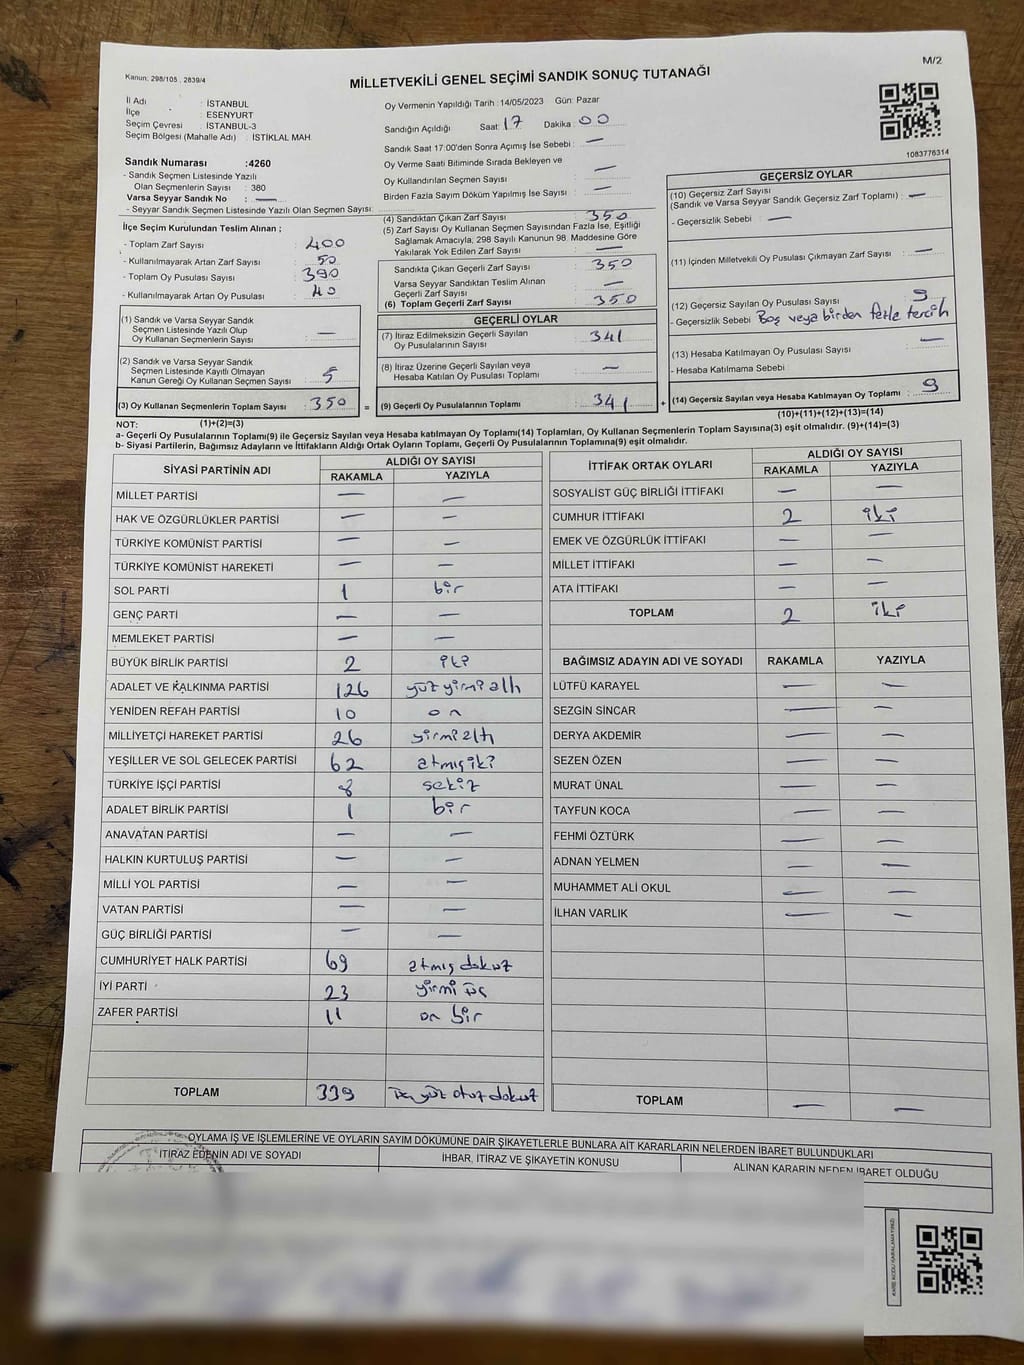 M/2
Kanun: 298/105 , 2839/4
MİLLETVEKİLİ GENEL SEÇİMİ SANDIK SONUÇ TUTANAĞI
İl Adı : İSTANBUL
İlçe : ESENYURT
Seçim Çevresi : İSTANBUL-3
Seçim Bölgesi (Mahalle Adı) : İSTİKLAL MAH.
Sandık Numarası :4260
- Sandık Seçmen Listesinde Yazılı
Olan Seçmenlerin Sayısı : 380
Varsa Seyyar Sandık No : —
- Seyyar Sandık Seçmen Listesinde Yazılı Olan Seçmen Sayısı:
Oy Vermenin Yapıldığı Tarih : 14/05/2023 Gün: Pazar
Sandığın Açıldığı Saat: 17 Dakika : 00
Sandık Saat 17:00'den Sonra Açımış İse Sebebi : —
Oy Verme Saati Bitiminde Sırada Bekleyen ve
Oy Kullandırılan Seçmen Sayısı : —
Birden Fazla Sayım Döküm Yapılmış İse Sayısı : —
1083776314
İlçe Seçim Kurulundan Teslim Alınan ;
- Toplam Zarf Sayısı : 400
- Kullanılmayarak Artan Zarf Sayısı : 50
- Toplam Oy Pusulası Sayısı : 390
- Kullanılmayarak Artan Oy Pusulası : 40
(1) Sandık ve Varsa Seyyar Sandık
Seçmen Listesinde Yazılı Olup
Oy Kullanan Seçmenlerin Sayısı : —
(2) Sandık ve Varsa Seyyar Sandık
Seçmen Listesinde Kayıtlı Olmayan
Kanun Gereği Oy Kullanan Seçmen Sayısı : 5
(3) Oy Kullanan Seçmenlerin Toplam Sayısı : 350
(4) Sandıktan Çıkan Zarf Sayısı : 350
(5) Zarf Sayısı Oy Kullanan Seçmen Sayısından Fazla İse, Eşitliği
Sağlamak Amacıyla, 298 Sayılı Kanunun 98. Maddesine Göre
Yakılarak Yok Edilen Zarf Sayısı : —
Sandıkta Çıkan Geçerli Zarf Sayısı : 350
Varsa Seyyar Sandıktan Teslim Alınan
Geçerli Zarf Sayısı : —
(6) Toplam Geçerli Zarf Sayısı : 350
GEÇERLİ OYLAR
(7) İtiraz Edilmeksizin Geçerli Sayılan
Oy Pusulalarının Sayısı : 341
(8) İtiraz Üzerine Geçerli Sayılan veya
Hesaba Katılan Oy Pusulası Toplamı : —
= (9) Geçerli Oy Pusulalarının Toplamı : 341
GEÇERSİZ OYLAR
(10) Geçersiz Zarf Sayısı
(Sandık ve Varsa Sandık Geçersiz Zarf Toplamı) : —
- Geçersizlik Sebebi : —
(11) İçinden Milletvekili Oy Pusulası Çıkmayan Zarf Sayısı : —
(12) Geçersiz Sayılan Oy Pusulası Sayısı : 9
- Geçersizlik Sebebi : Boş veya birden fazla tercih
(13) Hesaba Katılmayan Oy Pusulası Sayısı : —
- Hesaba Katılmama Sebebi :
+ (14) Geçersiz Sayılan veya Hesaba Katılmayan Oy Toplamı : 9
NOT: (1)+(2)=(3)
(10)+(11)+(12)+(13)=(14)
a- Geçerli Oy Pusulalarının Toplamı(9) ile Geçersiz Sayılan veya Hesaba katılmayan Oy Toplamı(14) Toplamları, Oy Kullanan Seçmenlerin Toplam Sayısına(3) eşit olmalıdır. (9)+(14)=(3)
b- Siyasi Partilerin, Bağımsız Adayların ve İttifakların Aldığı Ortak Oyların Toplamı, Geçerli Oy Pusulalarının Toplamına(9) eşit olmalıdır.
SİYASİ PARTİNİN ADI
ALDIĞI OY SAYISI
RAKAMLA YAZIYLA
MİLLET PARTİSİ — —
HAK VE ÖZGÜRLÜKLER PARTİSİ — —
TÜRKİYE KOMÜNİST PARTİSİ — —
TÜRKİYE KOMÜNİST HAREKETİ — —
SOL PARTİ 1 bir
GENÇ PARTİ — —
MEMLEKET PARTİSİ — —
BÜYÜK BİRLİK PARTİSİ 2 iki
ADALET VE KALKINMA PARTİSİ 126 yüz yirmi altı
YENİDEN REFAH PARTİSİ 10 on
MİLLİYETÇİ HAREKET PARTİSİ 26 yirmi altı
YEŞİLLER VE SOL GELECEK PARTİSİ 62 atmış iki
TÜRKİYE İŞÇİ PARTİSİ 8 sekiz
ADALET BİRLİK PARTİSİ 1 bir
ANAVATAN PARTİSİ — —
HALKIN KURTULUŞ PARTİSİ — —
MİLLİ YOL PARTİSİ — —
VATAN PARTİSİ — —
GÜÇ BİRLİĞİ PARTİSİ — —
CUMHURİYET HALK PARTİSİ 69 atmış dokuz
İYİ PARTİ 23 yirmi üç
ZAFER PARTİSİ 11 on bir
TOPLAM 339 üç yüz otuz dokuz
İTTİFAK ORTAK OYLARI
ALDIĞI OY SAYISI
RAKAMLA YAZIYLA
SOSYALİST GÜÇ BİRLİĞİ İTTİFAKI — —
CUMHUR İTTİFAKI 2 iki
EMEK VE ÖZGÜRLÜK İTTİFAKI — —
MİLLET İTTİFAKI — —
ATA İTTİFAKI — —
TOPLAM 2 iki
BAĞIMSIZ ADAYIN ADI VE SOYADI RAKAMLA YAZIYLA
LÜTFÜ KARAYEL — —
SEZGİN SİNCAR — —
DERYA AKDEMİR — —
SEZEN ÖZEN — —
MURAT ÜNAL — —
TAYFUN KOCA — —
FEHMİ ÖZTÜRK — —
ADNAN YELMEN — —
MUHAMMET ALİ OKUL — —
İLHAN VARLIK — —
TOPLAM — —
OYLAMA İŞ VE İŞLEMLERİNE VE OYLARIN SAYIM DÖKÜMÜNE DAİR ŞİKAYETLERLE BUNLARA AİT KARARLARIN NELERDEN İBARET BULUNDUKLARI
İTİRAZ EDENİN ADI VE SOYADI
İHBAR, İTİRAZ VE ŞİKAYETİN KONUSU
ALINAN KARARIN NEDEN İBARET OLDUĞU